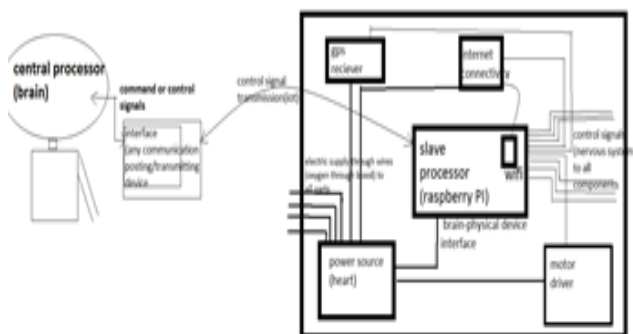 central processor
(brain)
command or control
signals
interface
(any communication
posting/transmitting
device
control signal
transmission(iot)
gps
reciever
internet
connectivity
electric supply through wires
(oxygen through blood) to
all parts
slave
processor
(raspberry Pi)
wifi
control signals
(nervous system)
to all
components
brain-physical device
interface
power source
(heart)
motor
driver